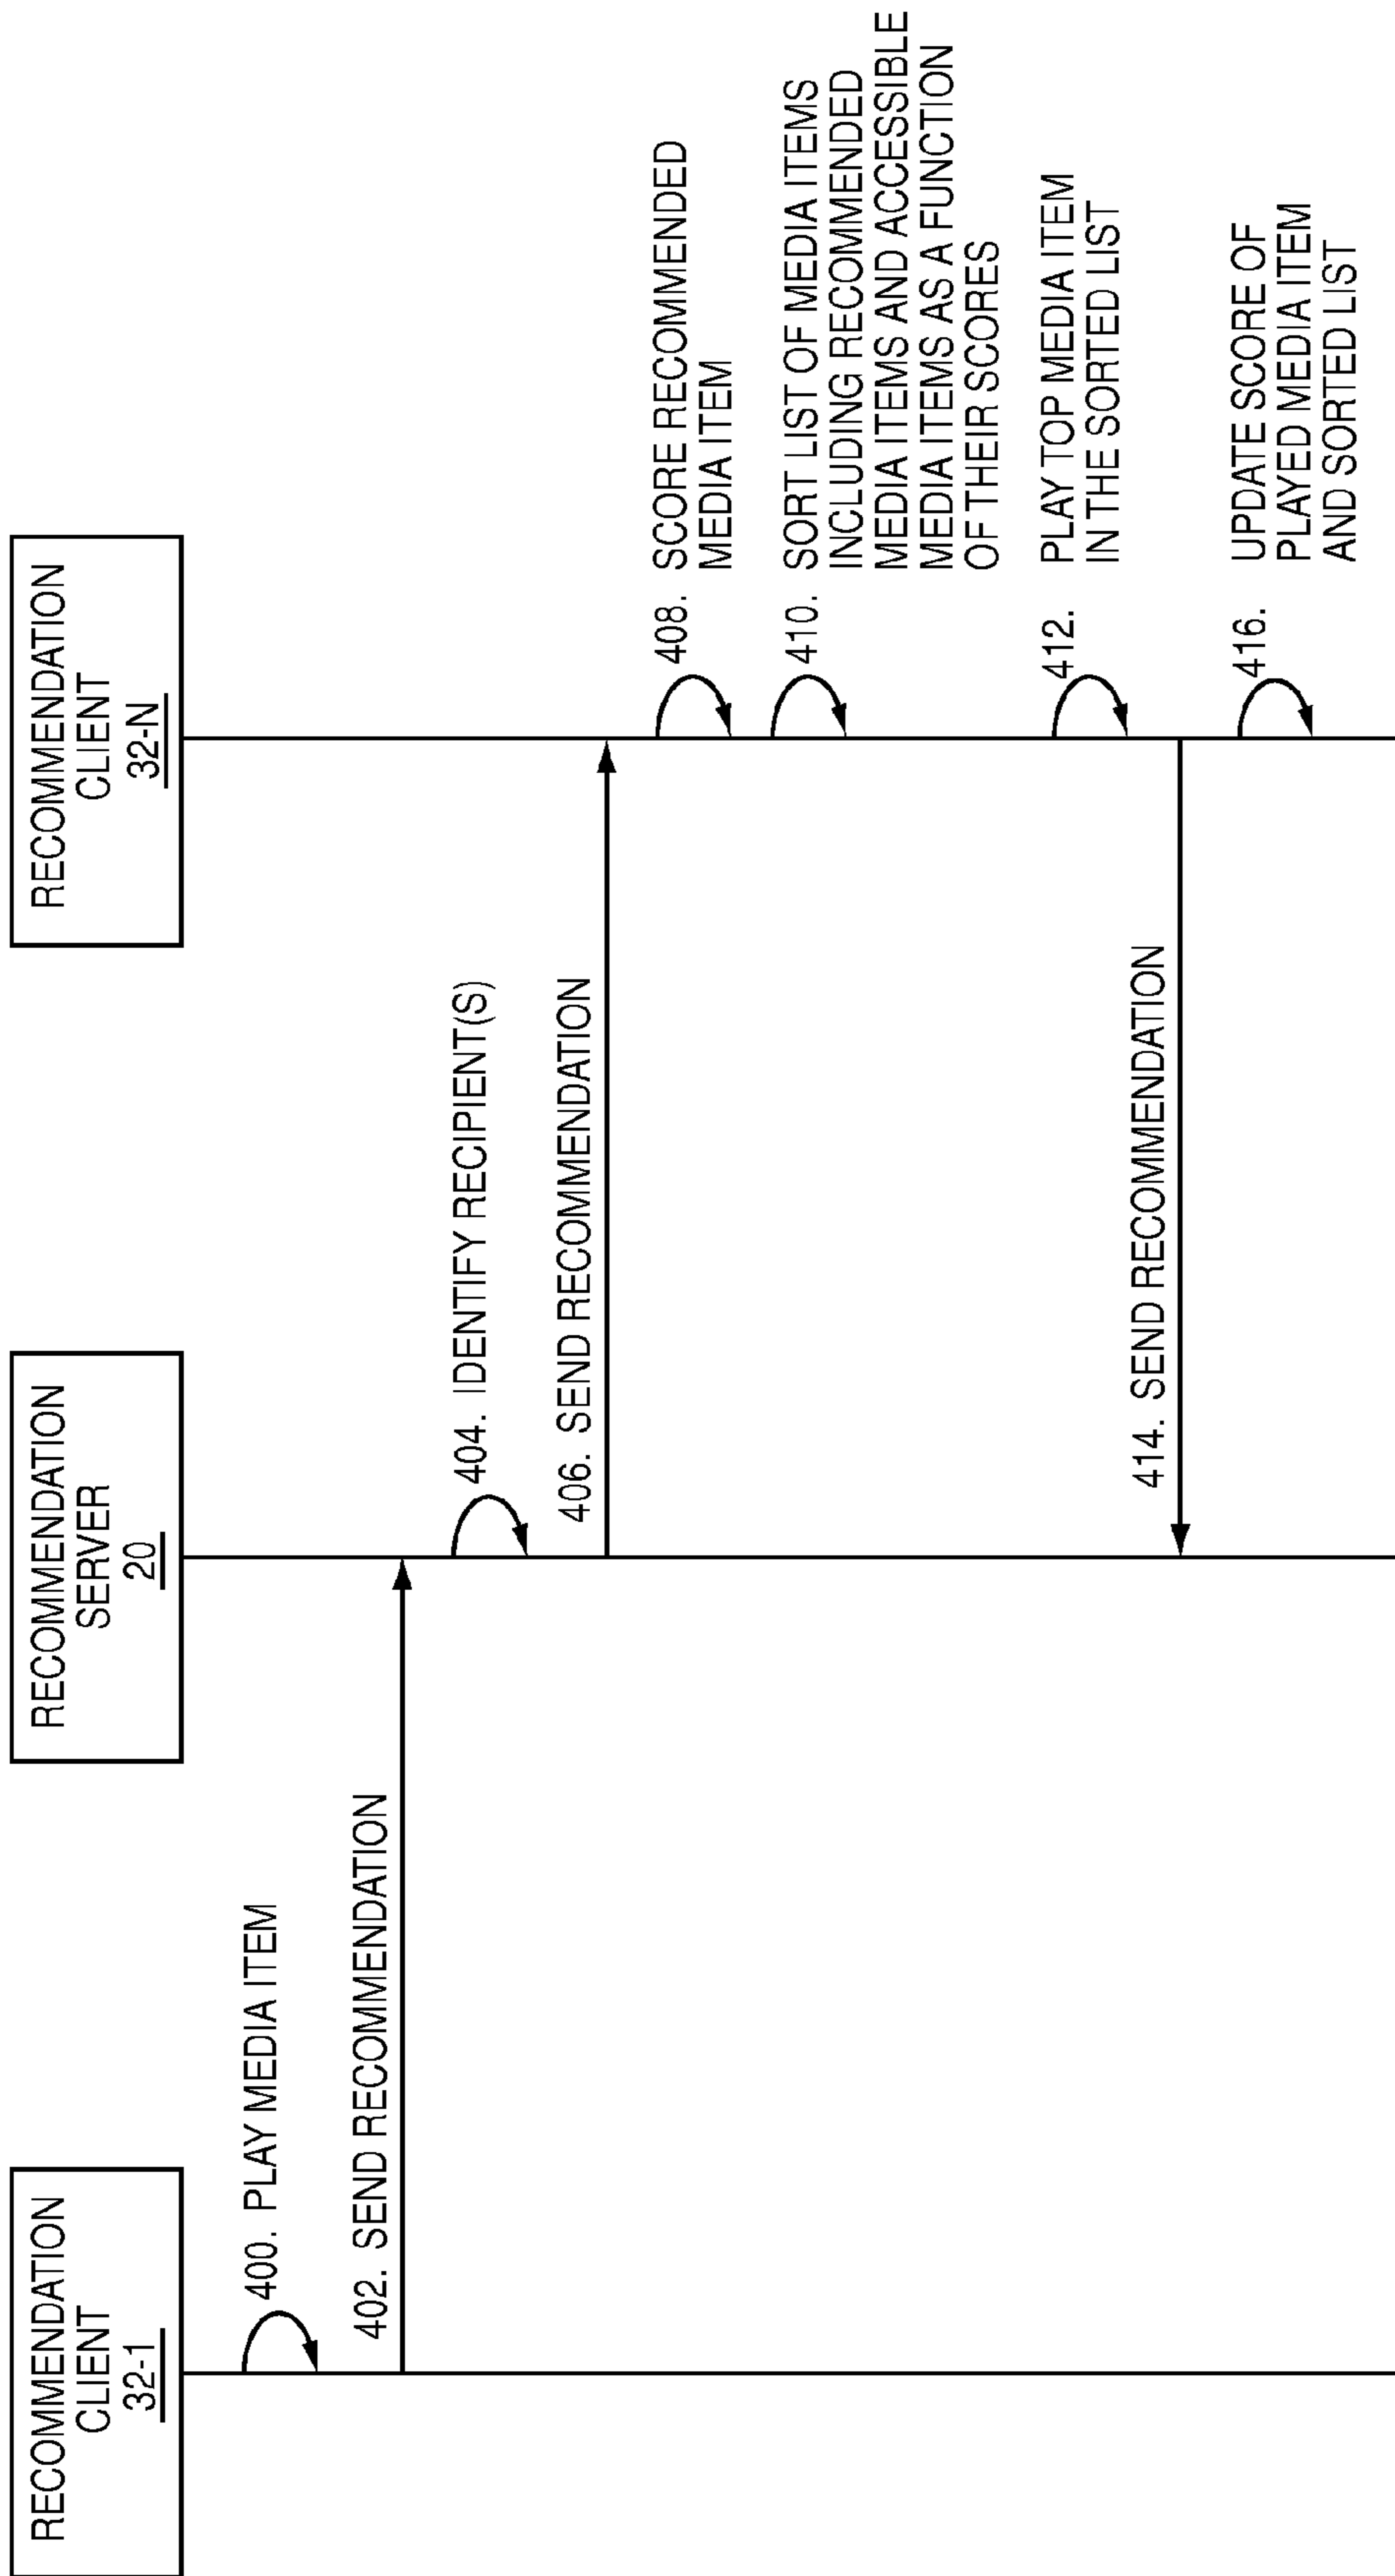 RECOMMENDATION
CLIENT
32-1
RECOMMENDATION
SERVER
20
RECOMMENDATION
CLIENT
32-N
400. PLAY MEDIA ITEM
402. SEND RECOMMENDATION
404. IDENTIFY RECIPIENT(S)
406. SEND RECOMMENDATION
408. SCORE RECOMMENDED
MEDIA ITEM
410. SORT LIST OF MEDIA ITEMS
INCLUDING RECOMMENDED
MEDIA ITEMS AND ACCESSIBLE
MEDIA ITEMS AS A FUNCTION
OF THEIR SCORES
412. PLAY TOP MEDIA ITEM
IN THE SORTED LIST
414. SEND RECOMMENDATION
416. UPDATE SCORE OF
PLAYED MEDIA ITEM
AND SORTED LIST